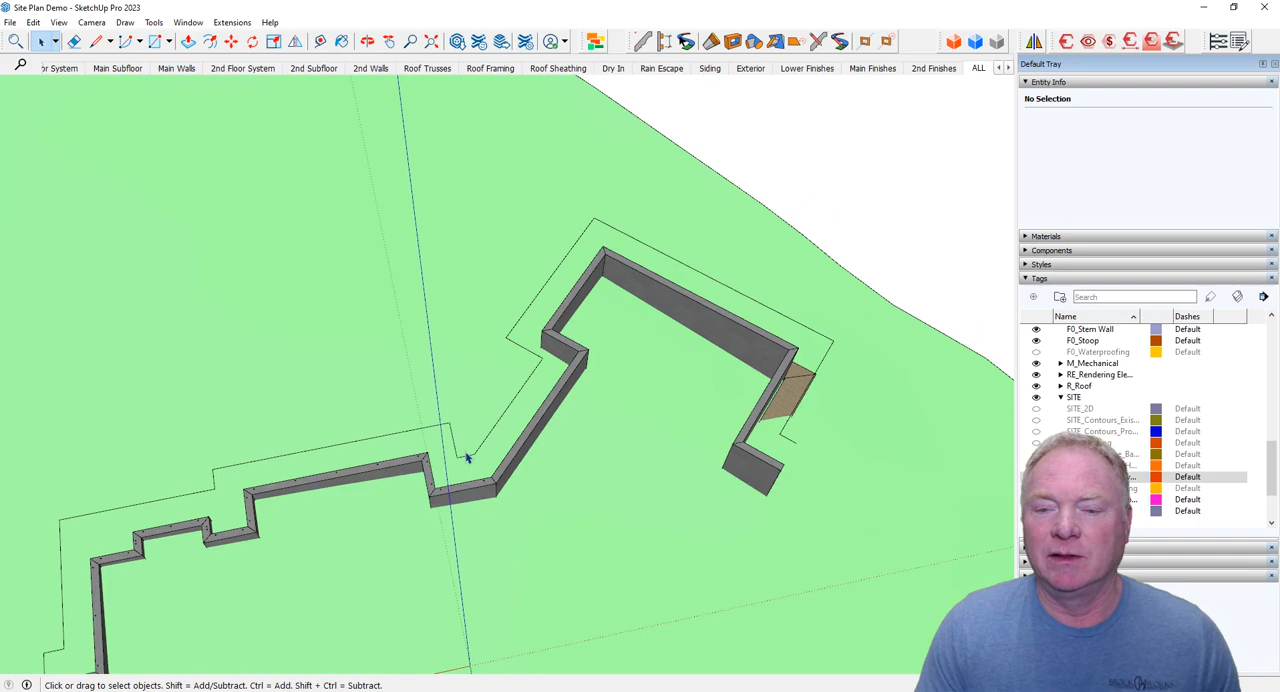 Site Plan Demo - SketchUp Pro 2023
File Edit View Camera Draw Tools Window Extensions Help
or System Main Subfloor Main Walls 2nd Floor System 2nd Subfloor 2nd Walls Roof Trusses Roof Framing Roof Sheathing Dry In Rain Escape Siding Exterior Lower Finishes Main Finishes 2nd Finishes ALL
Default Tray
Entity Info
No Selection
Materials
Components
Styles
Tags
Search
Name Dashes
F0_Stem Wall Default
F0_Stoop Default
F0_Waterproofing Default
M_Mechanical
RE_Rendering Ele... Default
R_Roof Default
SITE Default
SITE_2D Default
SITE_Contours_Exis... Default
SITE_Contours_Pro... Default
Default
Default
Default
Default
Default
Default
Default
Click or drag to select objects. Shift = Add/Subtract. Ctrl = Add. Shift + Ctrl = Subtract.